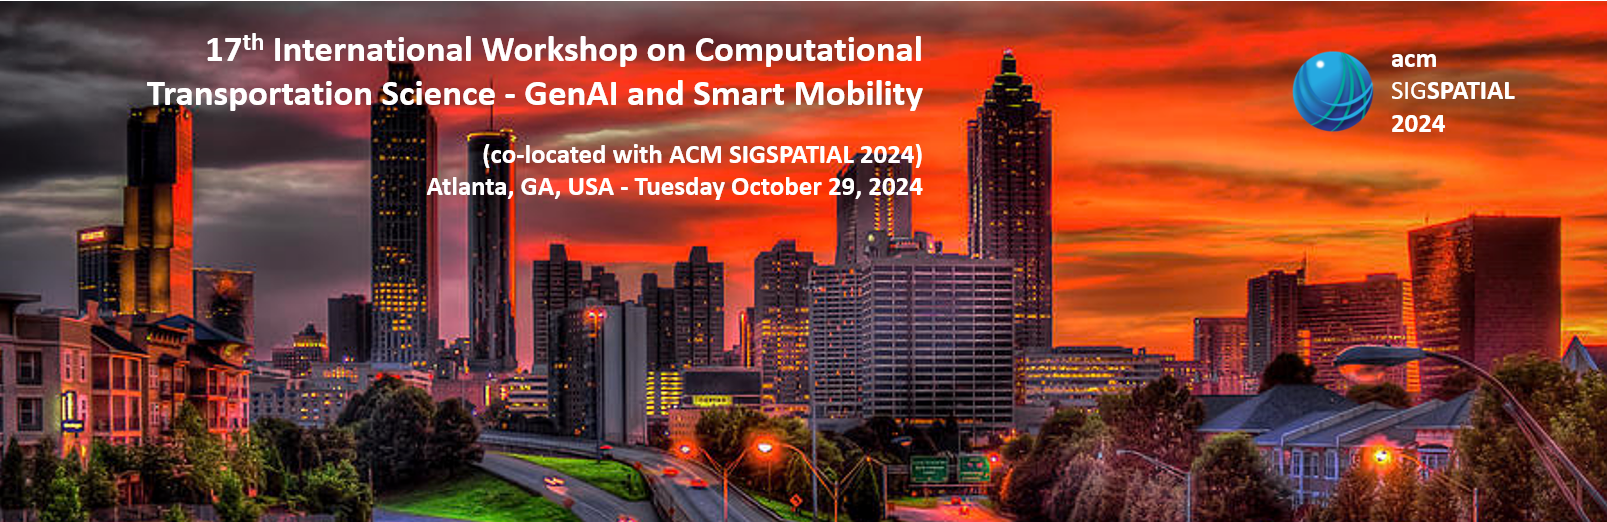 17th International Workshop on Computational
Transportation Science - GenAI and Smart Mobility
(co-located with ACM SIGSPATIAL 2024)
Atlanta, GA, USA - Tuesday October 29, 2024
acm
SIGSPATIAL
2024